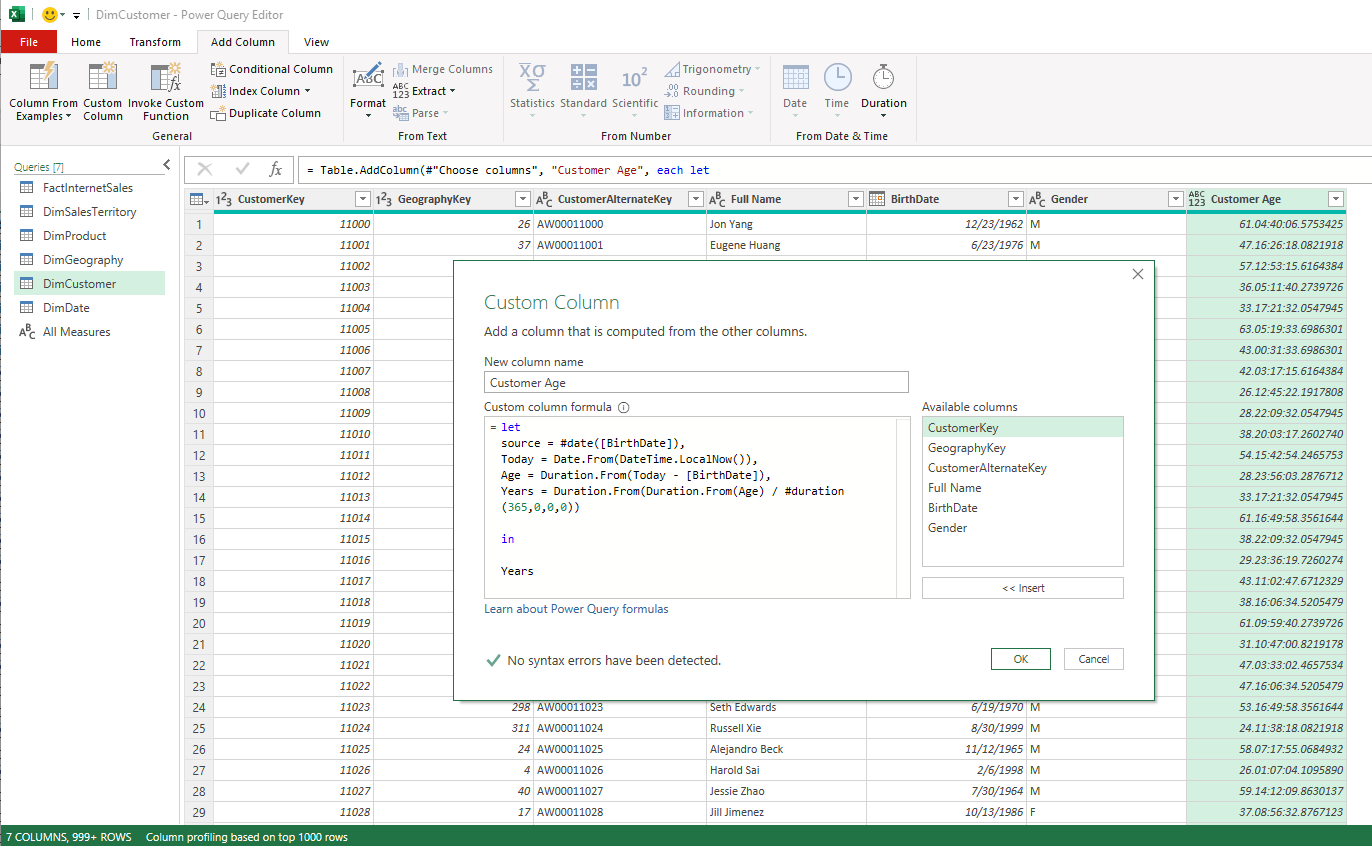 DimCustomer - Power Query Editor
File Home Transform Add Column View
Column From Examples
Custom Column
Invoke Custom Function
Conditional Column
Index Column
Duplicate Column
General
ABC
Format
Merge Columns
ABC 123 Extract
abc Parse
From Text
XΟ Σ
Statistics
Standard
10²
Scientific
Trigonometry
.00 Rounding
Information
From Number
Date
Time
Duration
From Date & Time
Queries [7]
FactInternetSales
DimSalesTerritory
DimProduct
DimGeography
DimCustomer
DimDate
ABC All Measures
fx = Table.AddColumn(#"Choose columns", "Customer Age", each let
123 CustomerKey 123 GeographyKey ABC CustomerAlternateKey ABC Full Name BirthDate ABC Gender ABC 123 Customer Age
1 11000 26 AW00011000 Jon Yang 12/23/1962 M 61.04:40:06.5753425
2 11001 37 AW00011001 Eugene Huang 6/23/1976 M 47.16:26:18.0821918
3 11002 57.12:53:15.6164384
4 11003 36.05:11:40.2739726
5 11004 33.17:21:32.0547945
6 11005 63.05:19:33.6986301
7 11006 43.00:31:33.6986301
8 11007 42.03:17:15.6164384
9 11008 26.12:45:22.1917808
10 11009 28.22:09:32.0547945
11 11010 38.20:03:17.2602740
12 11011 54.15:42:54.2465753
13 11012 28.23:56:03.2876712
14 11013 33.17:21:32.0547945
15 11014 61.16:49:58.3561644
16 11015 38.22:09:32.0547945
17 11016 29.23:36:19.7260274
18 11017 43.11:02:47.6712329
19 11018 38.16:06:34.5205479
20 11019 61.09:59:40.2739726
21 11020 31.10:47:00.8219178
22 11021 47.03:33:02.4657534
23 11022 47.16:06:34.5205479
24 11023 298 AW00011023 Seth Edwards 6/19/1970 M 53.16:49:58.3561644
25 11024 311 AW00011024 Russell Xie 8/30/1999 M 24.11:38:18.0821918
26 11025 24 AW00011025 Alejandro Beck 11/12/1965 M 58.07:17:55.0684932
27 11026 4 AW00011026 Harold Sai 2/6/1998 M 26.01:07:04.1095890
28 11027 40 AW00011027 Jessie Zhao 7/30/1964 M 59.14:12:09.8630137
29 11028 17 AW00011028 Jill Jimenez 10/13/1986 F 37.08:56:32.8767123
Custom Column
Add a column that is computed from the other columns.
New column name
Customer Age
Custom column formula
= let
source = #date([BirthDate]),
Today = Date.From(DateTime.LocalNow()),
Age = Duration.From(Today - [BirthDate]),
Years = Duration.From(Duration.From(Age) / #duration
(365,0,0,0))
in
Years
Available columns
CustomerKey
GeographyKey
CustomerAlternateKey
Full Name
BirthDate
Gender
<< Insert
Learn about Power Query formulas
No syntax errors have been detected.
OK Cancel
7 COLUMNS, 999+ ROWS Column profiling based on top 1000 rows